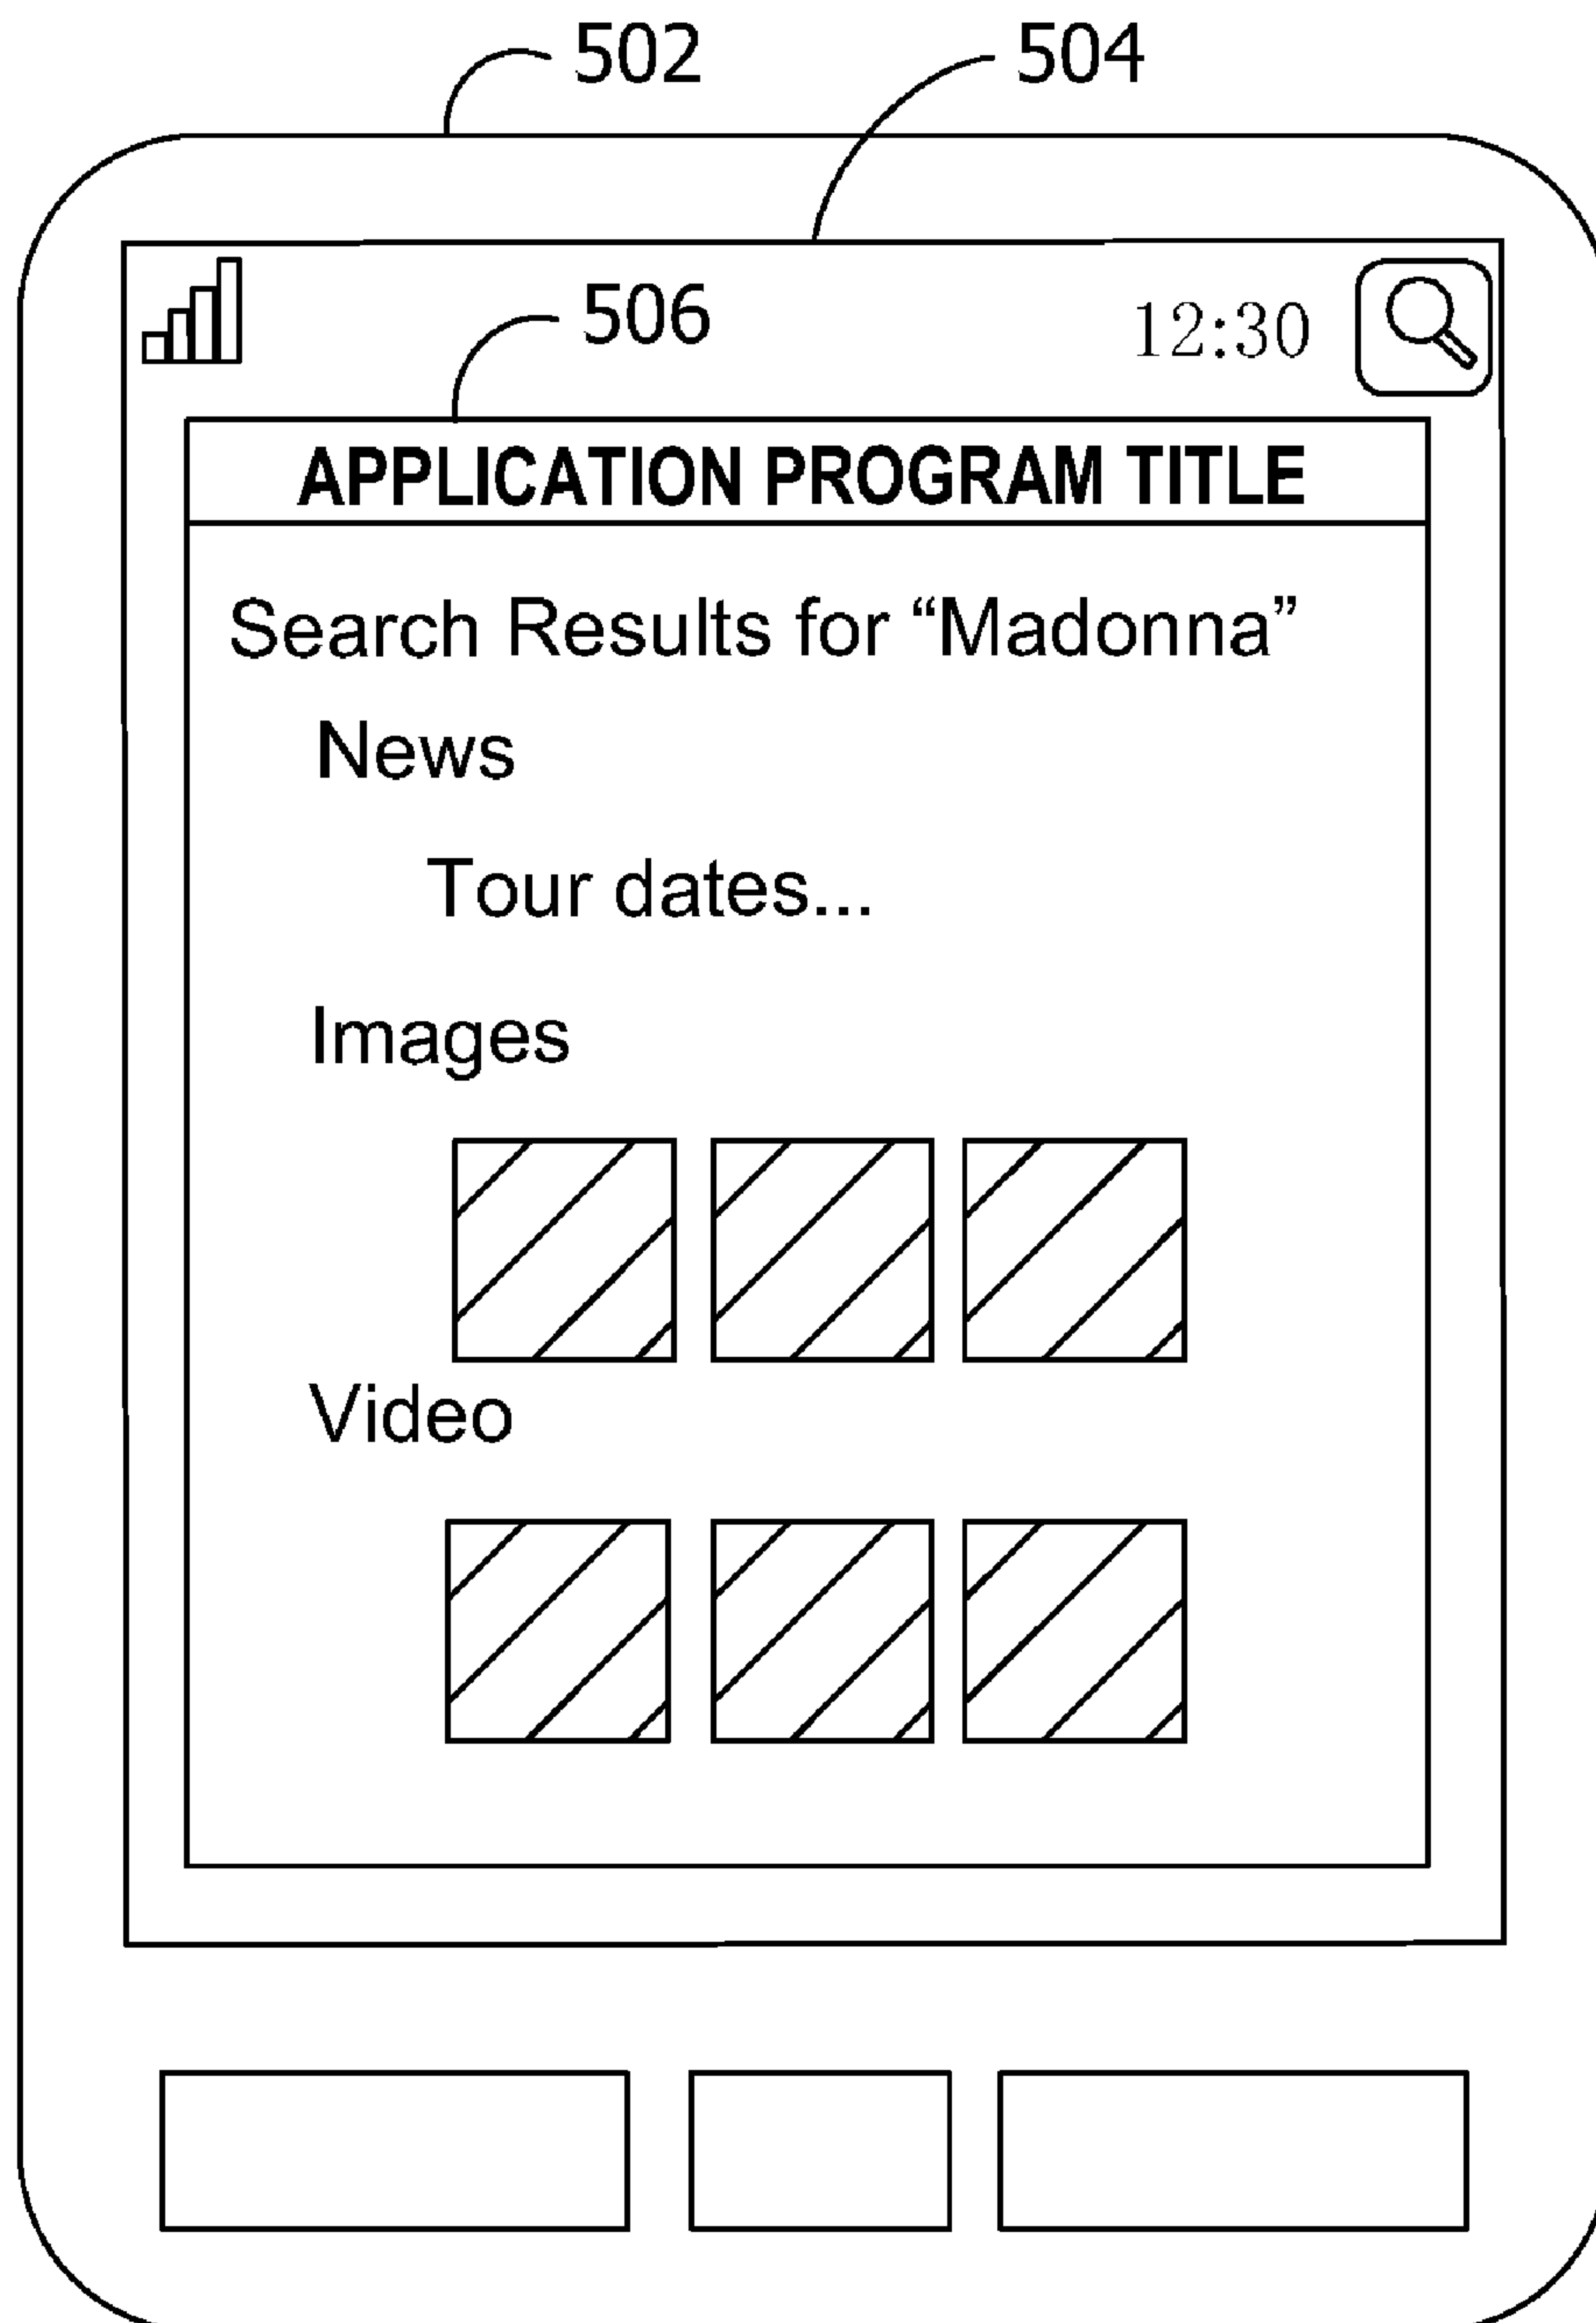 502
504
506
12:30
APPLICATION PROGRAM TITLE
Search Results for “Madonna”
News
Tour dates...
Images
Video